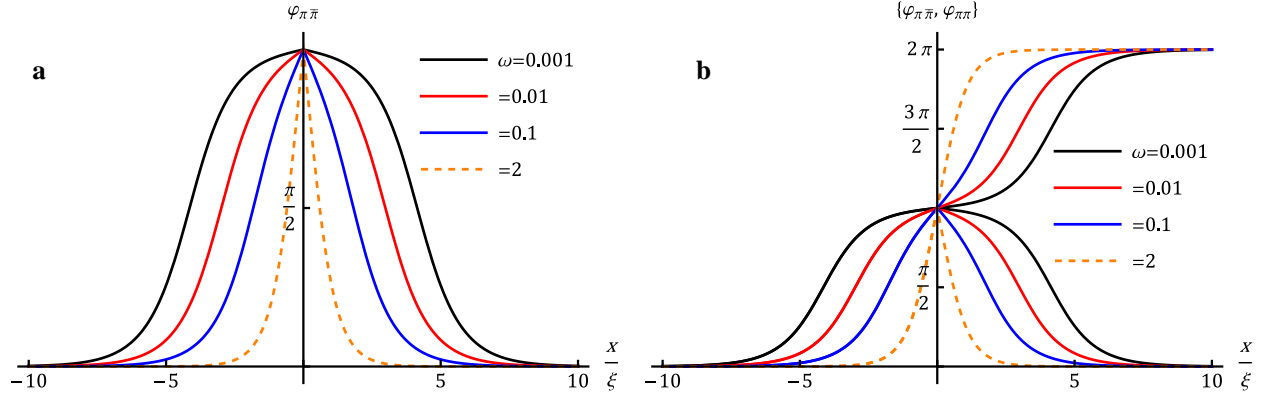 φ_{π π̄}
a
ω=0.001
=0.01
=0.1
=2
π/2
−10 −5 5 10 x/ξ
{φ_{π π̄}, φ_{ππ}}
b
2 π
3 π/2
ω=0.001
=0.01
=0.1
=2
π/2
−10 −5 5 10 x/ξ